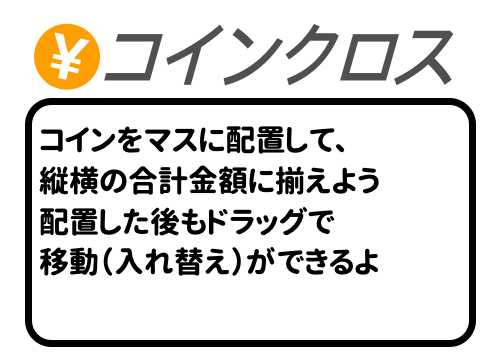 ¥コインクロス
コインをマスに配置して、
縦横の合計金額に揃えよう
配置した後もドラッグで
移動(入れ替え)ができるよ